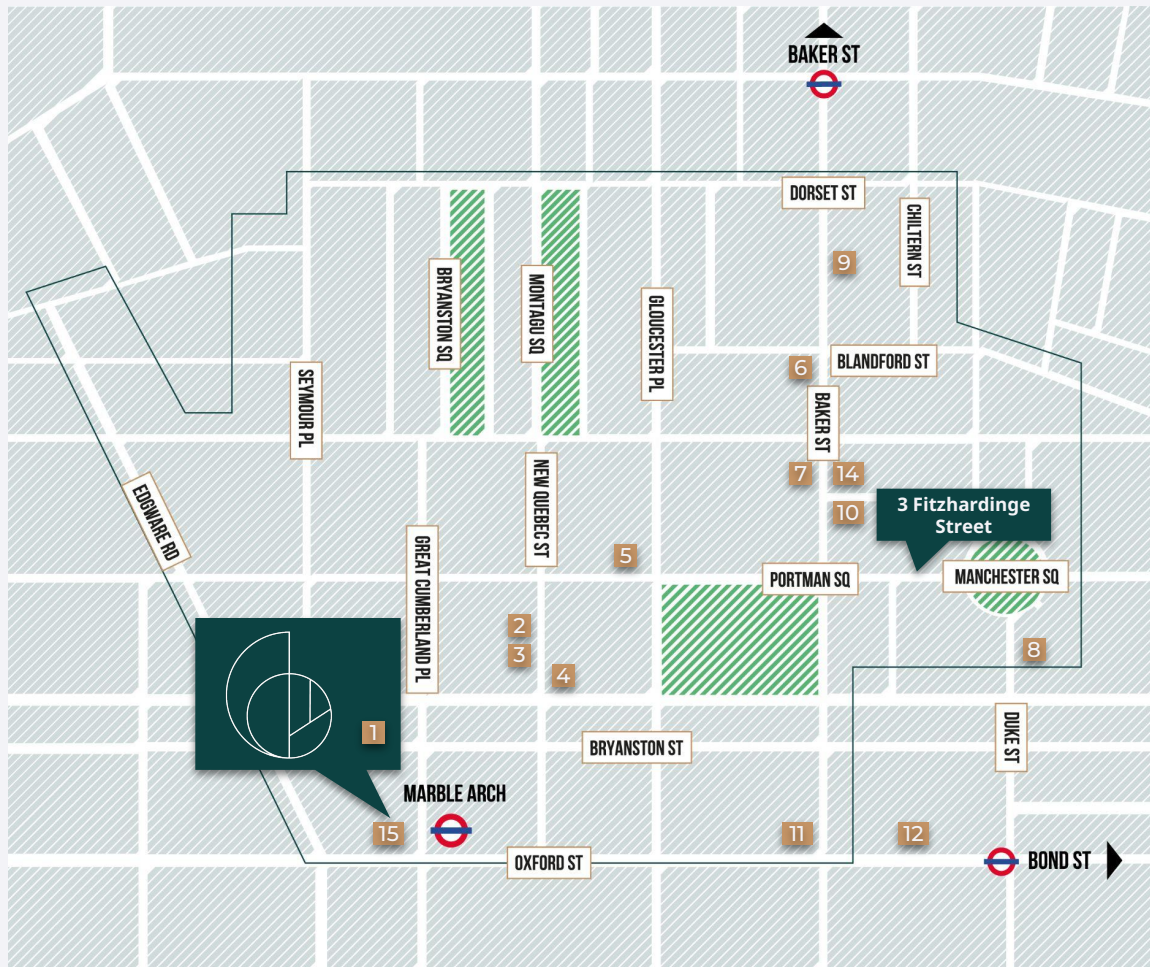 BAKER ST
DORSET ST
CHILTERN ST
9
BRYANSTON SQ
MONTAGU SQ
GLOUCESTER PL
BLANDFORD ST
6
SEYMOUR PL
BAKER ST
7
14
NEW QUEBEC ST
EDGWARE RD
10
3 Fitzhardinge
Street
GREAT CUMBERLAND PL
5
PORTMAN SQ
MANCHESTER SQ
2
3
8
4
1
BRYANSTON ST
DUKE ST
MARBLE ARCH
15
11
12
OXFORD ST
BOND ST